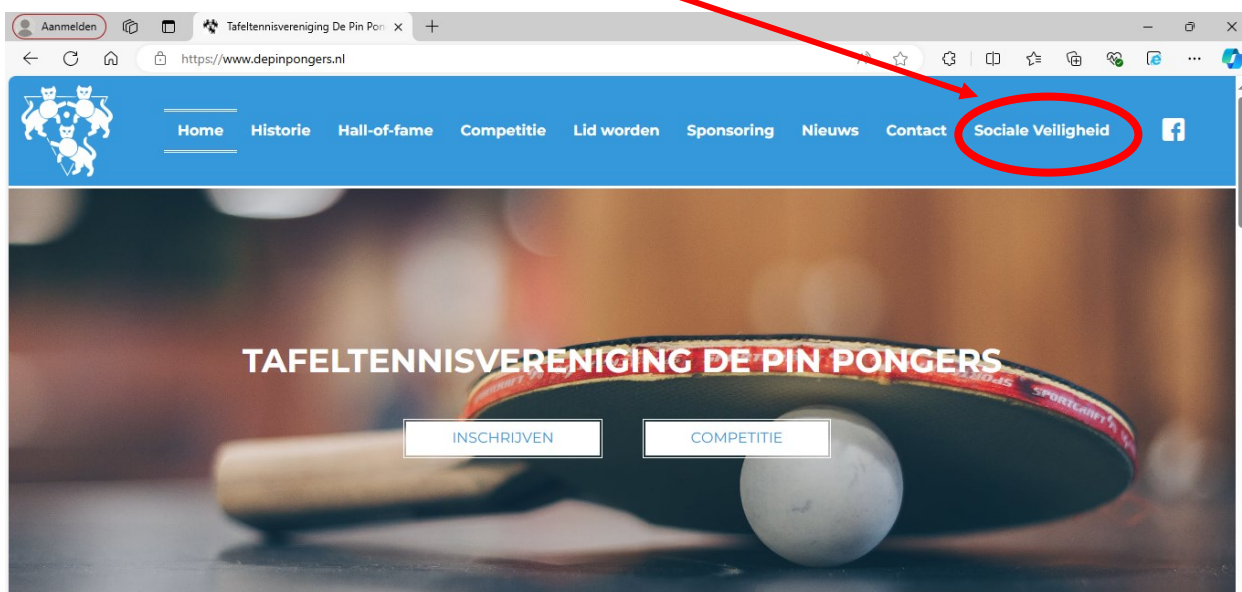 Aanmelden
Tafeltennisvereniging De Pin Pon
https://www.depinpongers.nl
Home Historie Hall-of-fame Competitie Lid worden Sponsoring Nieuws Contact Sociale Veiligheid
TAFELTENNISVERENIGING DE PIN PONGERS
INSCHRIJVEN COMPETITIE
SPORTCRAFT